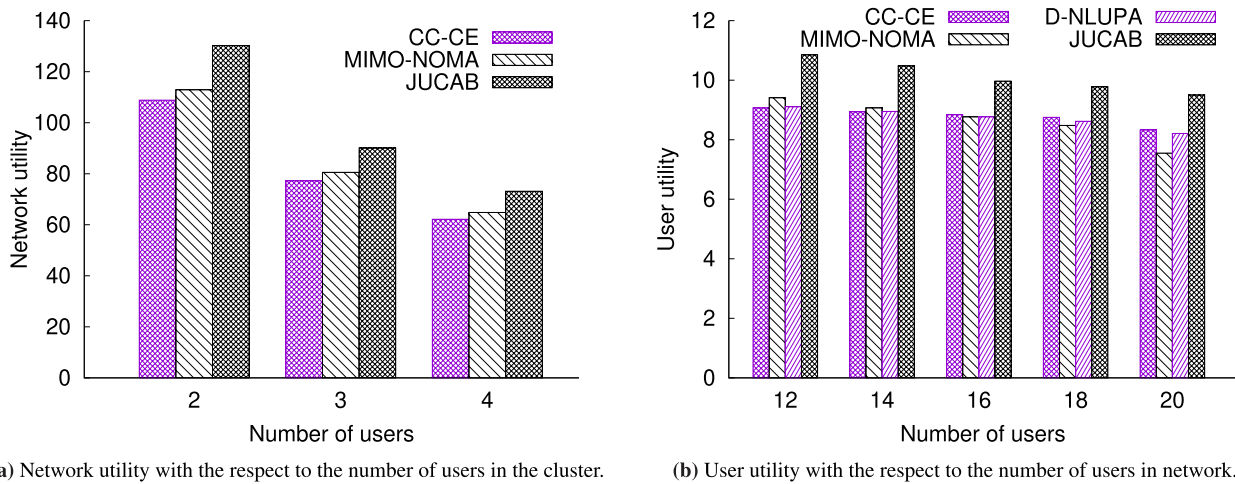 140
120
100
80
60
40
20
0
Network utility
CC-CE
MIMO-NOMA
JUCAB
2 3 4
Number of users
a) Network utility with the respect to the number of users in the cluster.
12
10
8
6
4
2
0
User utility
CC-CE D-NLUPA
MIMO-NOMA JUCAB
12 14 16 18 20
Number of users
(b) User utility with the respect to the number of users in network.